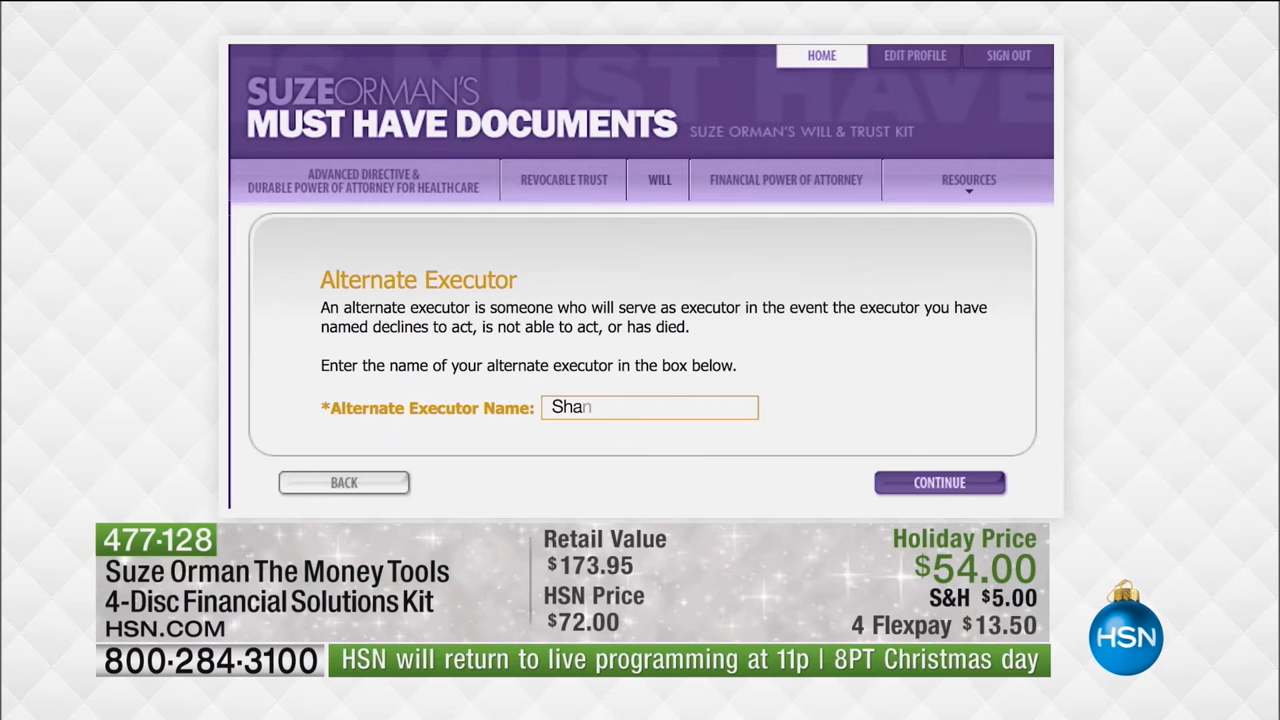 HOME EDIT PROFILE SIGN OUT
SUZEORMAN'S
MUST HAVE DOCUMENTS SUZE ORMAN'S WILL & TRUST KIT
ADVANCED DIRECTIVE &
DURABLE POWER OF ATTORNEY FOR HEALTHCARE
REVOCABLE TRUST
WILL
FINANCIAL POWER OF ATTORNEY
RESOURCES
Alternate Executor
An alternate executor is someone who will serve as executor in the event the executor you have
named declines to act, is not able to act, or has died.
Enter the name of your alternate executor in the box below.
*Alternate Executor Name: Shan
BACK
CONTINUE
477-128
Suze Orman The Money Tools
4-Disc Financial Solutions Kit
HSN.COM
Retail Value
$173.95
HSN Price
$72.00
Holiday Price
$54.00
S&H $5.00
4 Flexpay $13.50
HSN
800-284-3100
HSN will return to live programming at 11p | 8PT Christmas day